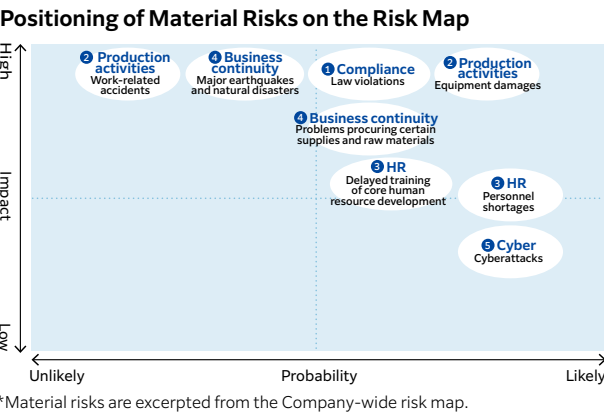 Positioning of Material Risks on the Risk Map
High
Impact
Low
2 Production
activities
Work-related
accidents
4 Business
continuity
Major earthquakes
and natural disasters
1 Compliance
Law violations
2 Production
activities
Equipment damages
4 Business continuity
Problems procuring certain
supplies and raw materials
3 HR
Delayed training
of core human
resource development
3 HR
Personnel
shortages
5 Cyber
Cyberattacks
Unlikely
Probability
Likely
*Material risks are excerpted from the Company-wide risk map.